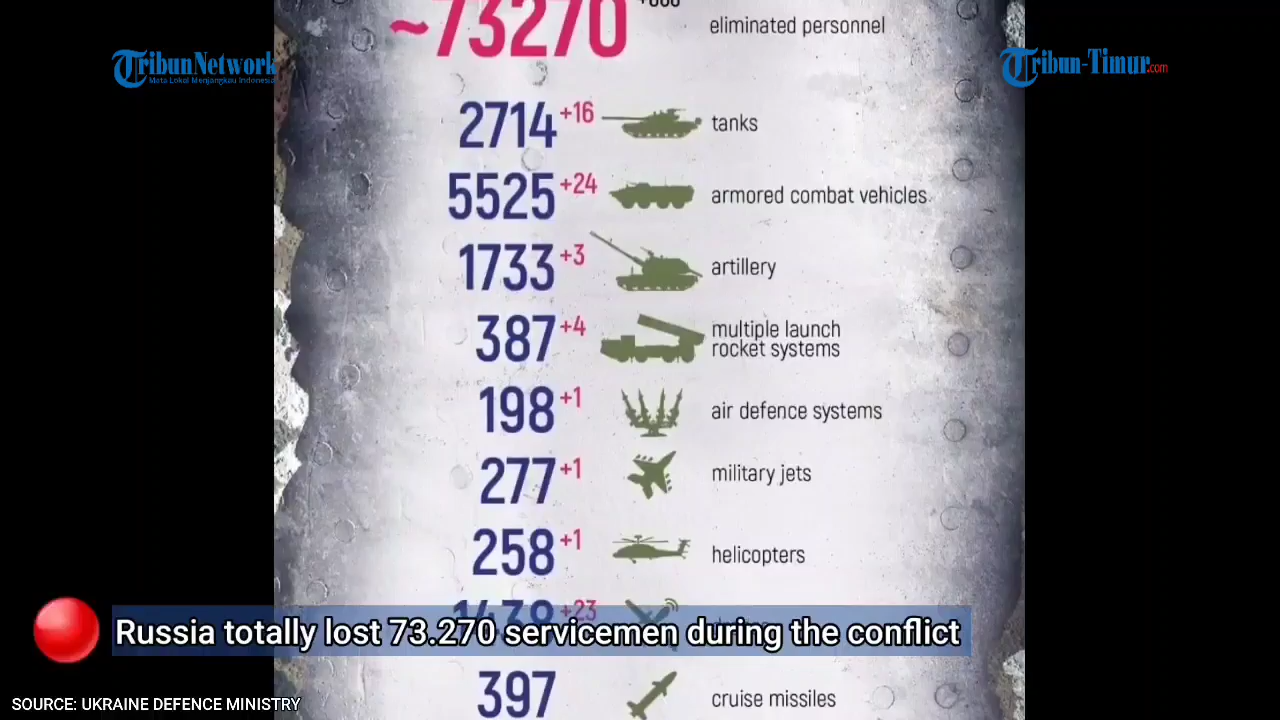 ~73270
eliminated personnel
TribunNetwork
Mata Lokal Menjangkau Indonesia
Tribun-Timur.com
2714 +16 tanks
5525 +24 armored combat vehicles
1733 +3 artillery
387 +4 multiple launch
rocket systems
198 +1 air defence systems
277 +1 military jets
258 +1 helicopters
1438 +23
Russia totally lost 73.270 servicemen during the conflict
397 cruise missiles
SOURCE: UKRAINE DEFENCE MINISTRY